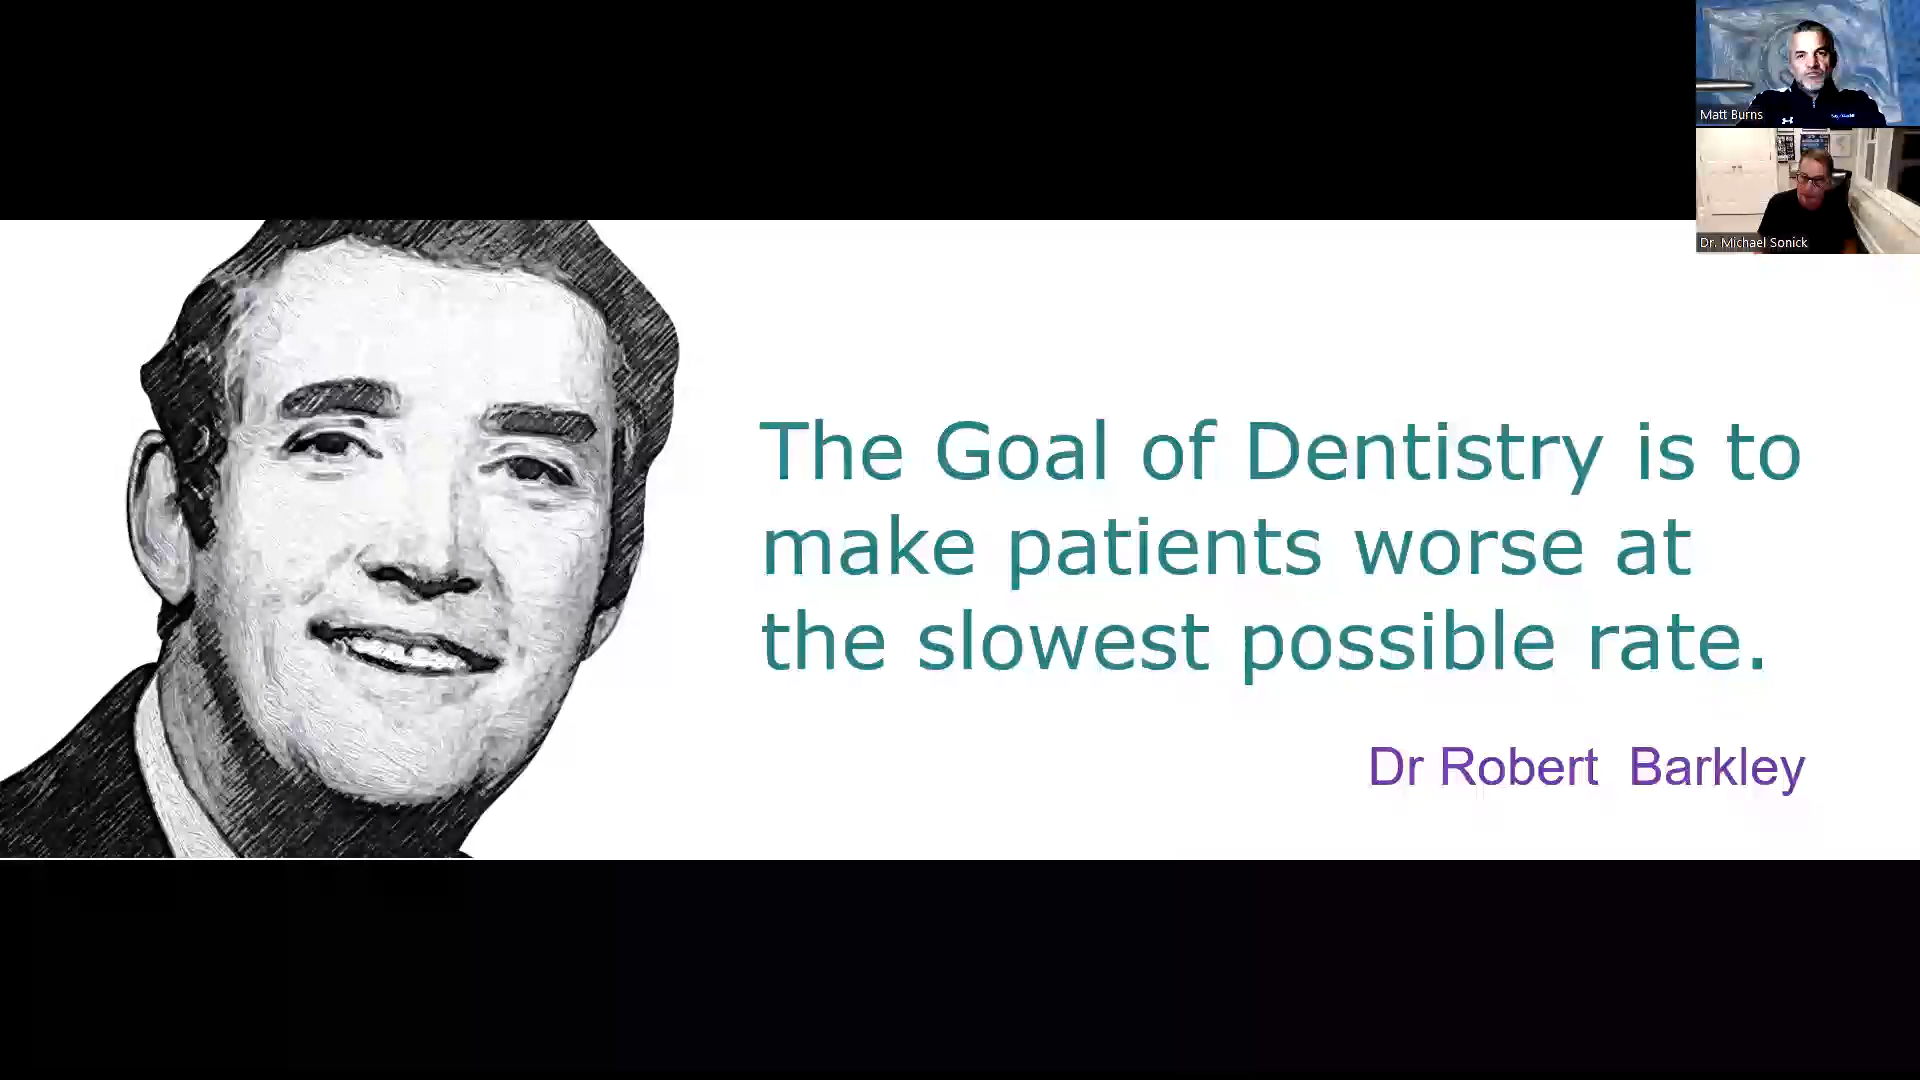 Matt Burns
Dr. Michael Sonick
The Goal of Dentistry is to
make patients worse at
the slowest possible rate.
Dr Robert Barkley